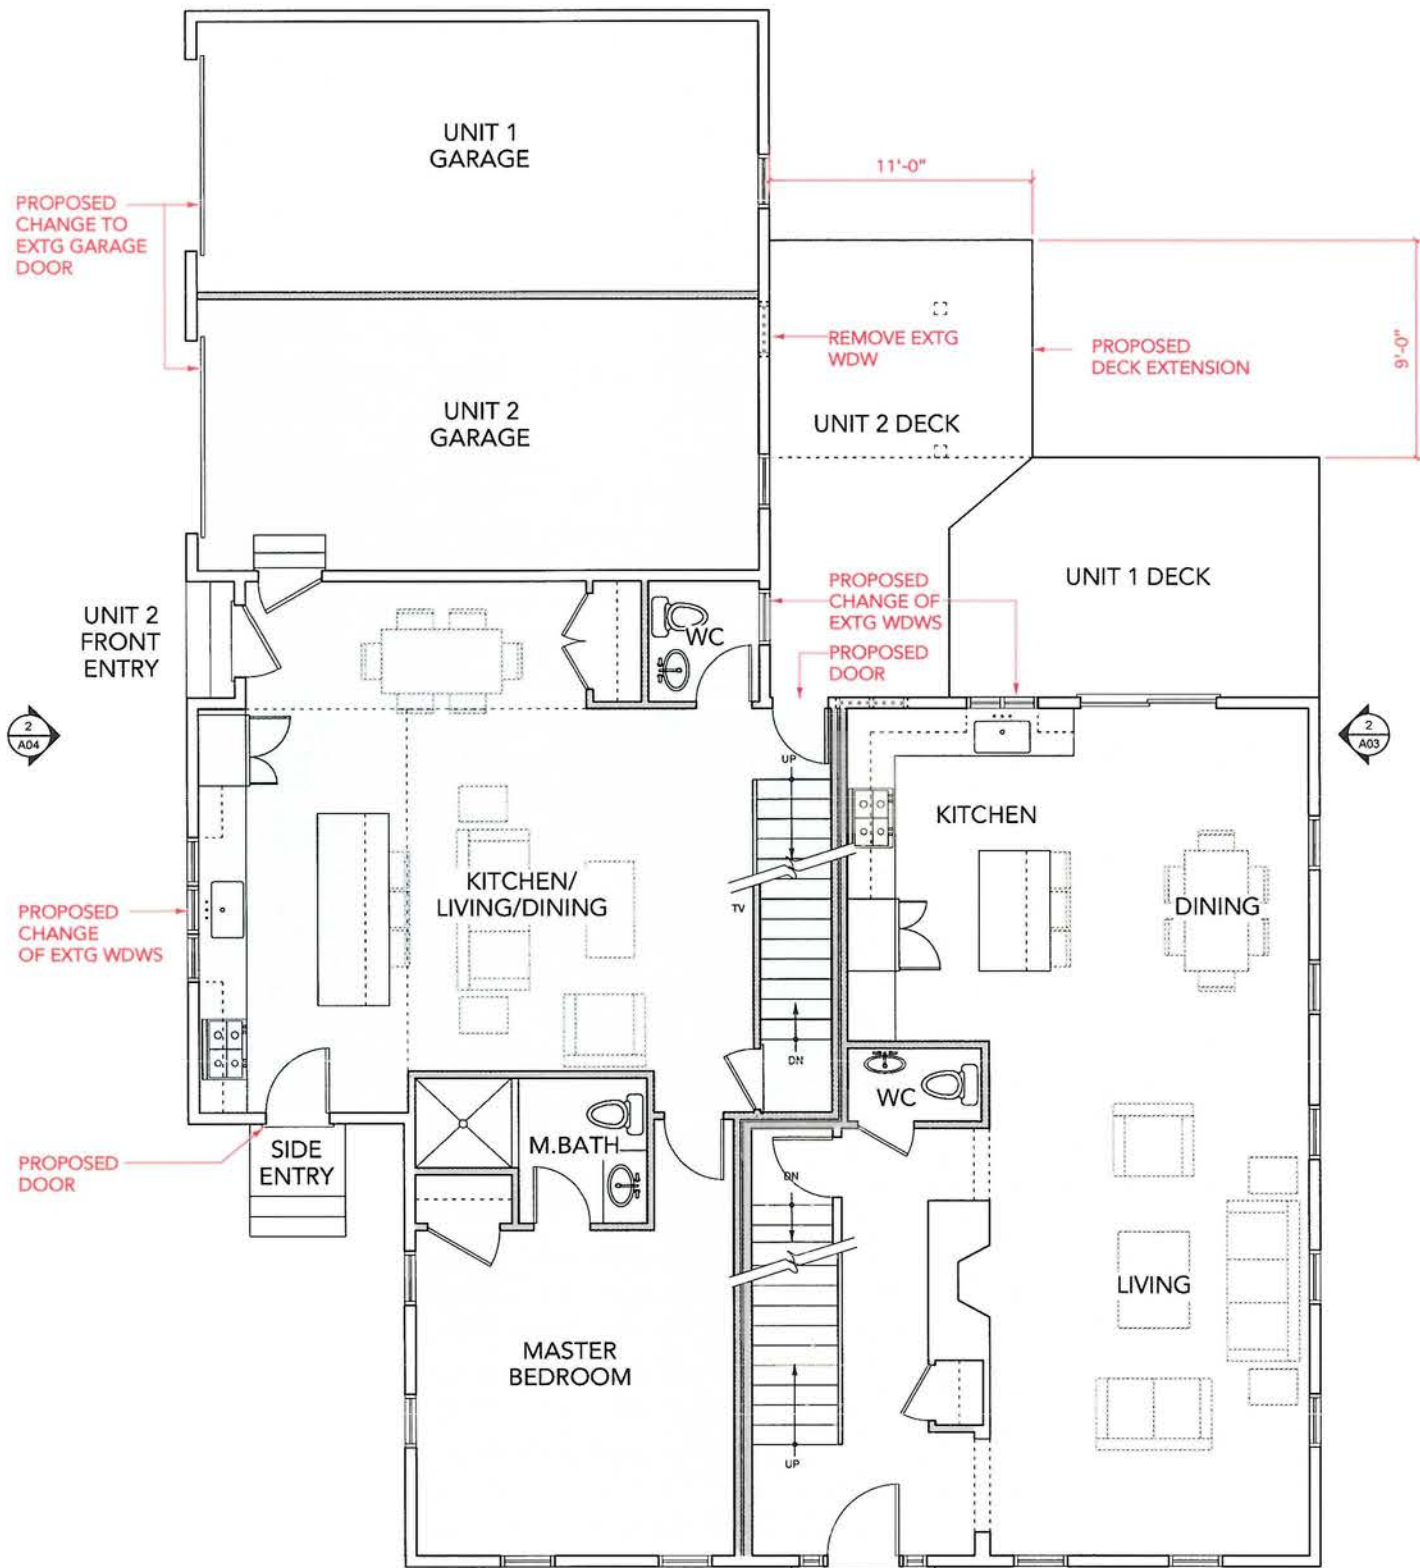 UNIT 1
GARAGE
11'-0"
PROPOSED
CHANGE TO
EXTG GARAGE
DOOR
REMOVE EXTG
WDW
PROPOSED
DECK EXTENSION
9'-0"
UNIT 2
GARAGE
UNIT 2 DECK
UNIT 1 DECK
UNIT 2
FRONT
ENTRY
WC
PROPOSED
CHANGE OF
EXTG WDWS
PROPOSED
DOOR
2
A04
2
A03
UP
KITCHEN
KITCHEN/
LIVING/DINING
TV
DINING
PROPOSED
CHANGE
OF EXTG WDWS
DN
WC
M.BATH
SIDE
ENTRY
PROPOSED
DOOR
DN
LIVING
MASTER
BEDROOM
UP